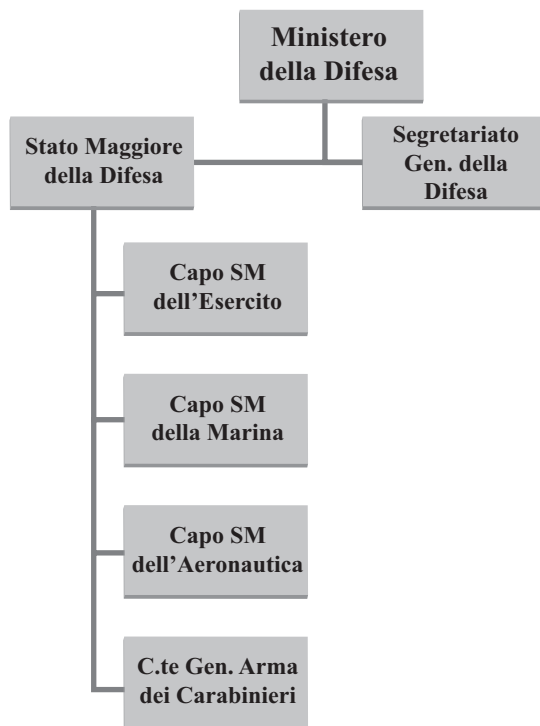 Ministero
della Difesa
Stato Maggiore
della Difesa
Segretariato
Gen. della
Difesa
Capo SM
dell’Esercito
Capo SM
della Marina
Capo SM
dell’Aeronautica
C.te Gen. Arma
dei Carabinieri